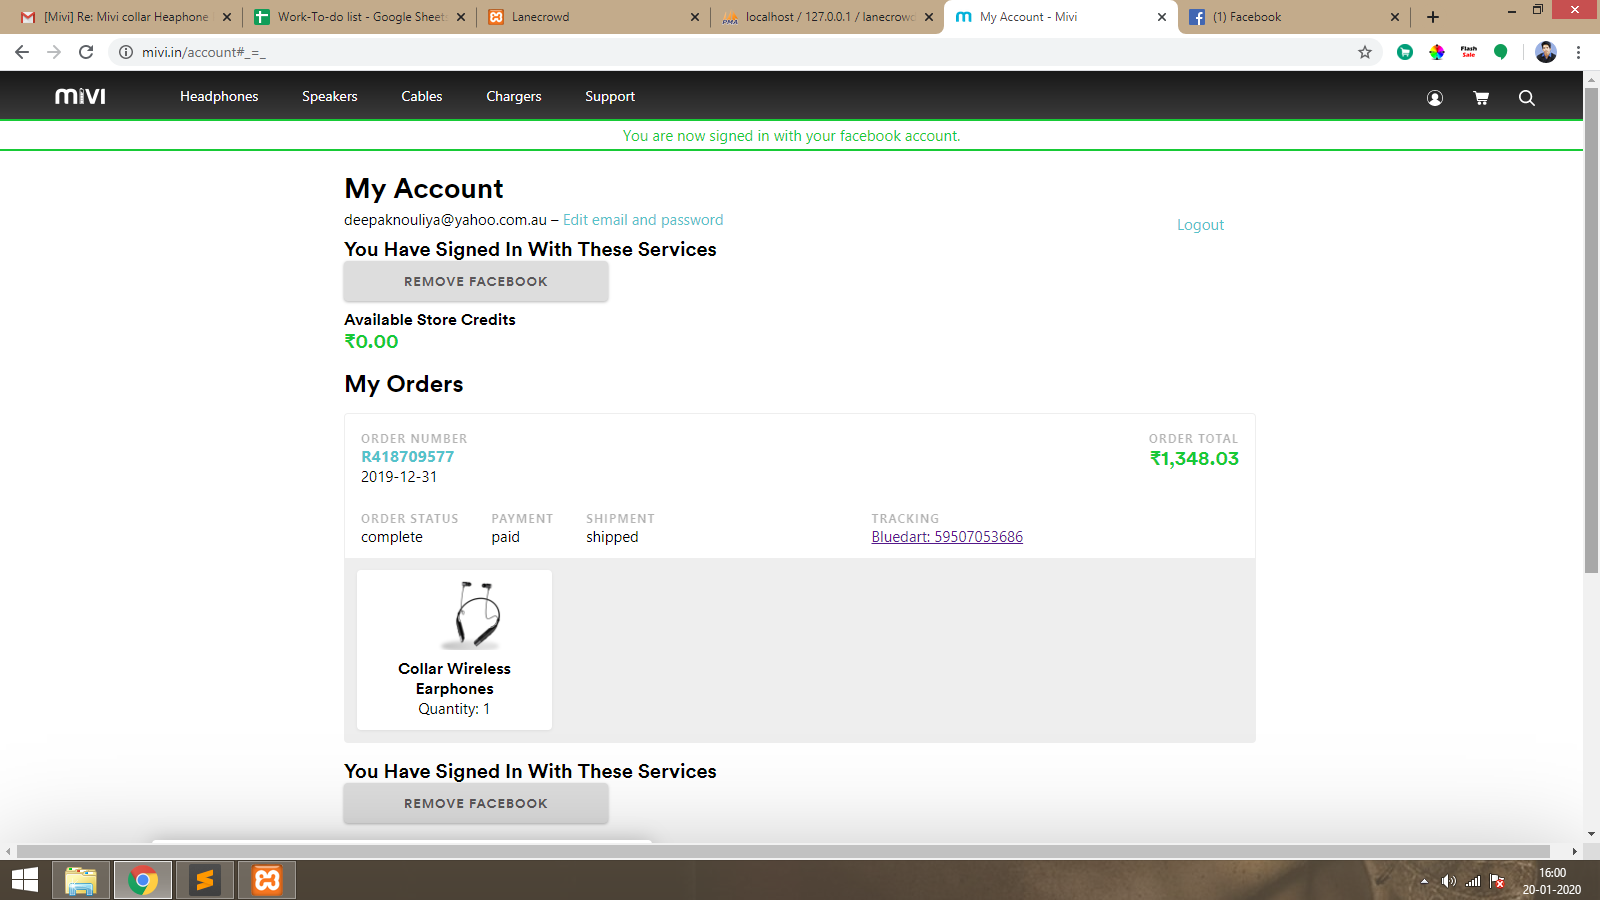 [Mivi] Re: Mivi collar Heaphone
Work-To-do list - Google Sheets
Lanecrowd
localhost / 127.0.0.1 / lanecrowd
My Account - Mivi
(1) Facebook
mivi.in/account#_=_
Flash
Sale
mivi
Headphones
Speakers
Cables
Chargers
Support
You are now signed in with your facebook account.
My Account
deepaknouliya@yahoo.com.au – Edit email and password
Logout
You Have Signed In With These Services
REMOVE FACEBOOK
Available Store Credits
₹0.00
My Orders
ORDER NUMBER
ORDER TOTAL
R418709577
₹1,348.03
2019-12-31
ORDER STATUS
PAYMENT
SHIPMENT
TRACKING
complete
paid
shipped
Bluedart: 59507053686
Collar Wireless
Earphones
Quantity: 1
You Have Signed In With These Services
REMOVE FACEBOOK
16:00
20-01-2020